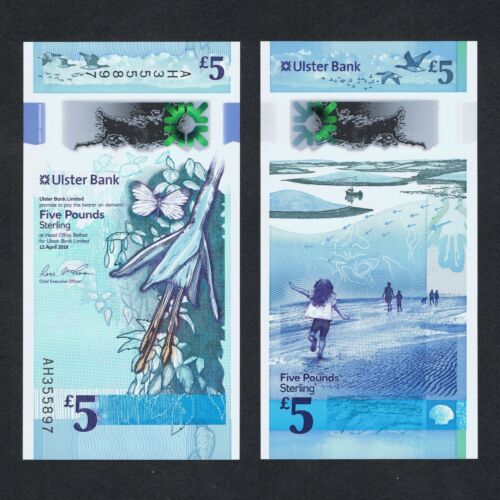 AH355897
£5
Ulster Bank
Ulster Bank Limited
promise to pay the bearer on demand
Five Pounds
Sterling
at Head Office Belfast
for Ulster Bank Limited
12 April 2018
Chief Executive Officer
AH355897
£5
Ulster Bank
£5
Five Pounds
Sterling
£5